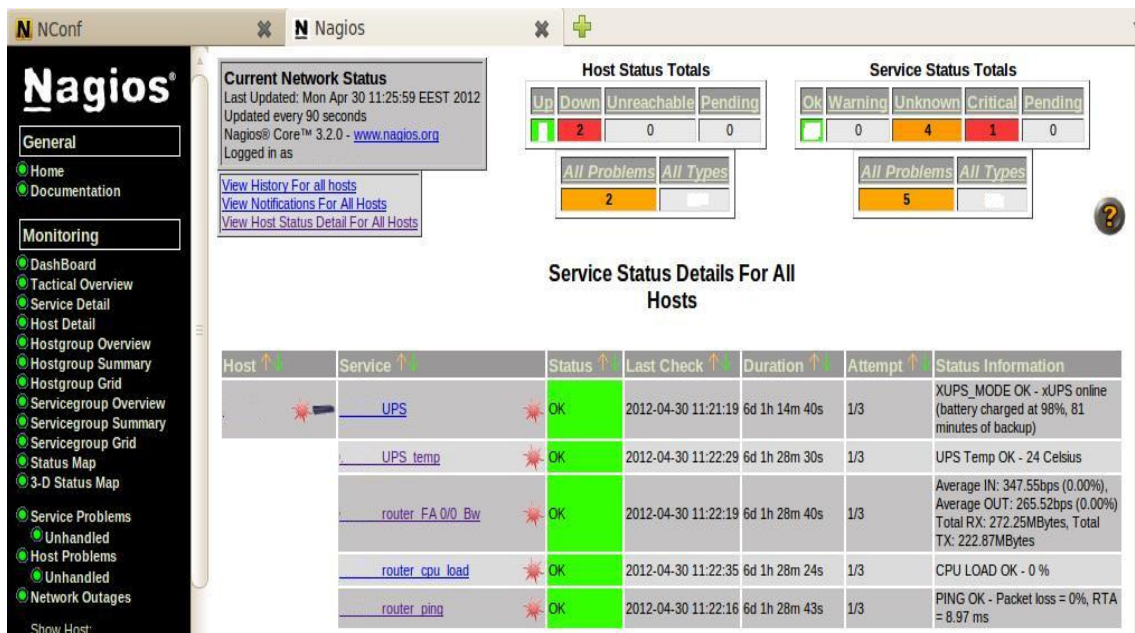 NConf
Nagios
Nagios®
General
Home
Documentation
Monitoring
DashBoard
Tactical Overview
Service Detail
Host Detail
Hostgroup Overview
Hostgroup Summary
Hostgroup Grid
Servicegroup Overview
Servicegroup Summary
Servicegroup Grid
Status Map
3-D Status Map
Service Problems
Unhandled
Host Problems
Unhandled
Network Outages
Show Host:
Current Network Status
Last Updated: Mon Apr 30 11:25:59 EEST 2012
Updated every 90 seconds
Nagios® Core™ 3.2.0 - www.nagios.org
Logged in as
View History For all hosts
View Notifications For All Hosts
View Host Status Detail For All Hosts
Host Status Totals
Up Down Unreachable Pending
2 0 0
All Problems All Types
2
Service Status Totals
Ok Warning Unknown Critical Pending
0 4 1 0
All Problems All Types
5
?
Service Status Details For All
Hosts
Host Service Status Last Check Duration Attempt Status Information
UPS OK 2012-04-30 11:21:19 6d 1h 14m 40s 1/3 XUPS_MODE OK - xUPS online
(battery charged at 98%, 81
minutes of backup)
UPS temp OK 2012-04-30 11:22:29 6d 1h 28m 30s 1/3 UPS Temp OK - 24 Celsius
router FA 0/0 Bw OK 2012-04-30 11:22:19 6d 1h 28m 40s 1/3 Average IN: 347.55bps (0.00%),
Average OUT: 265.52bps (0.00%)
Total RX: 272.25MBytes, Total
TX: 222.87MBytes
router cpu load OK 2012-04-30 11:22:35 6d 1h 28m 24s 1/3 CPU LOAD OK - 0 %
router ping OK 2012-04-30 11:22:16 6d 1h 28m 43s 1/3 PING OK - Packet loss = 0%, RTA
= 8.97 ms